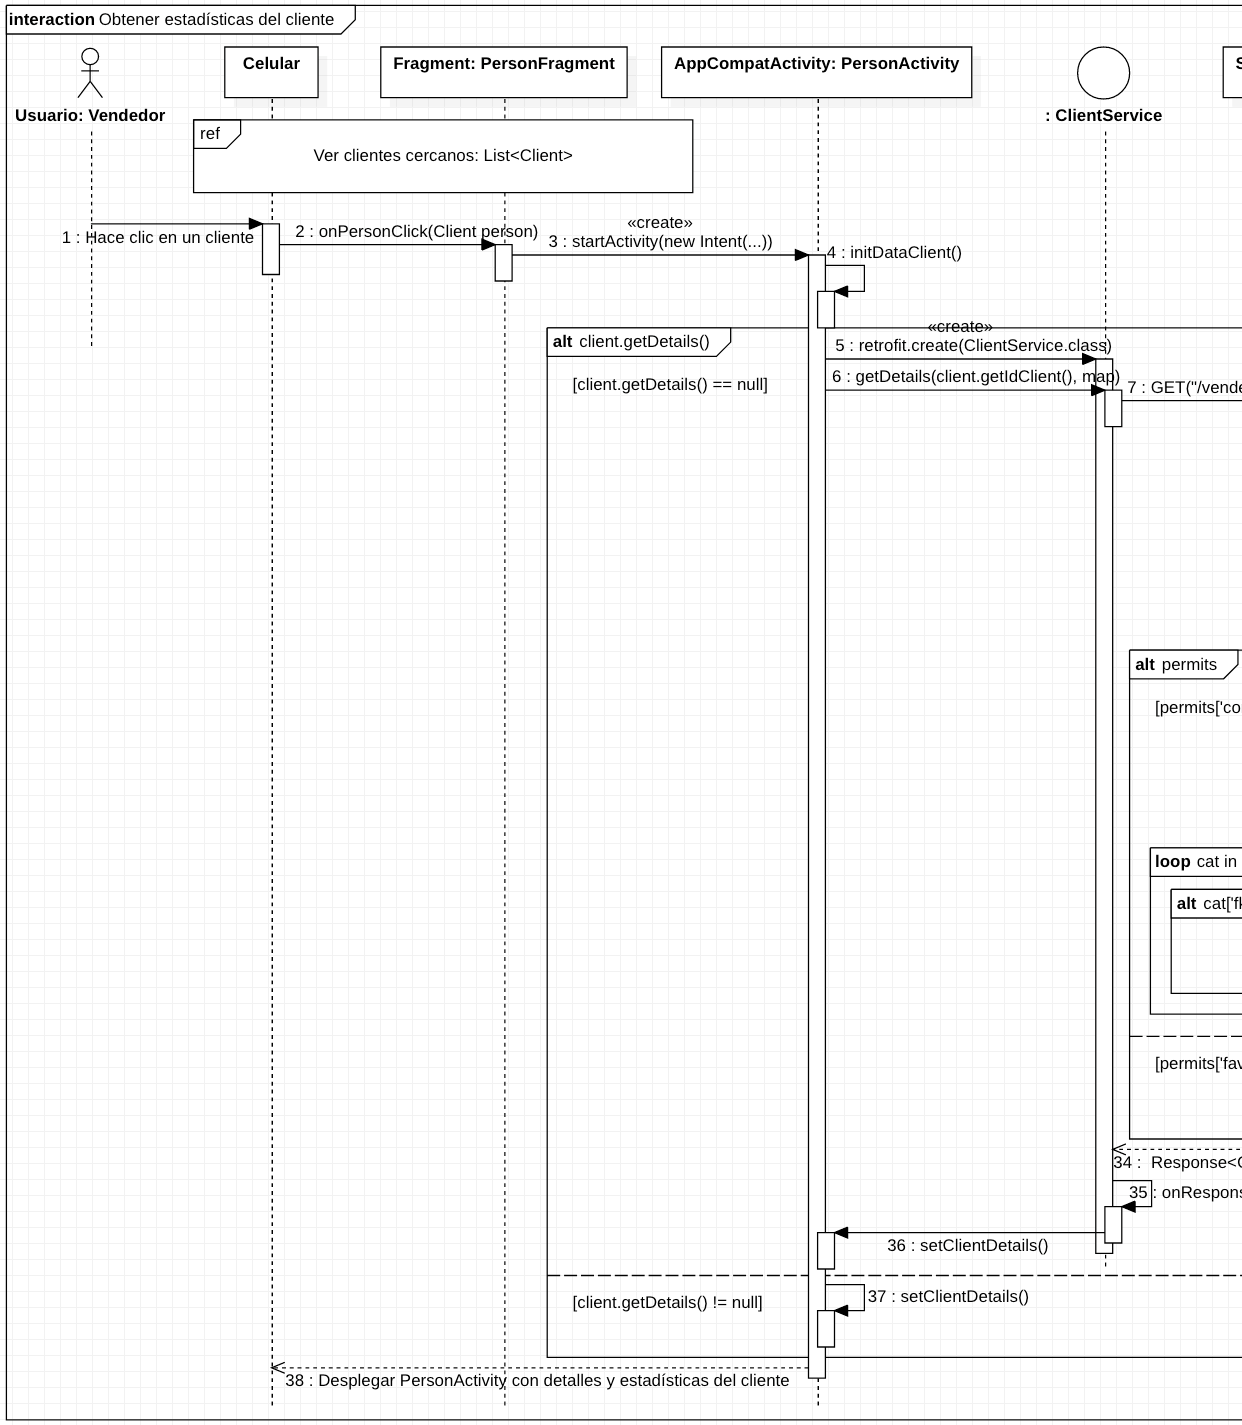 interaction Obtener estadísticas del cliente
Celular
Fragment: PersonFragment
AppCompatActivity: PersonActivity
S
Usuario: Vendedor
: ClientService
ref
Ver clientes cercanos: List<Client>
1 : Hace clic en un cliente
2 : onPersonClick(Client person)
«create»
3 : startActivity(new Intent(...))
4 : initDataClient()
alt client.getDetails()
«create»
5 : retrofit.create(ClientService.class)
[client.getDetails() == null]
6 : getDetails(client.getIdClient(), map)
7 : GET("/vende
alt permits
[permits['co
loop cat in
alt cat['fk
[permits['fav
34 : Response<C
35 : onRespons
36 : setClientDetails()
[client.getDetails() != null]
37 : setClientDetails()
38 : Desplegar PersonActivity con detalles y estadísticas del cliente